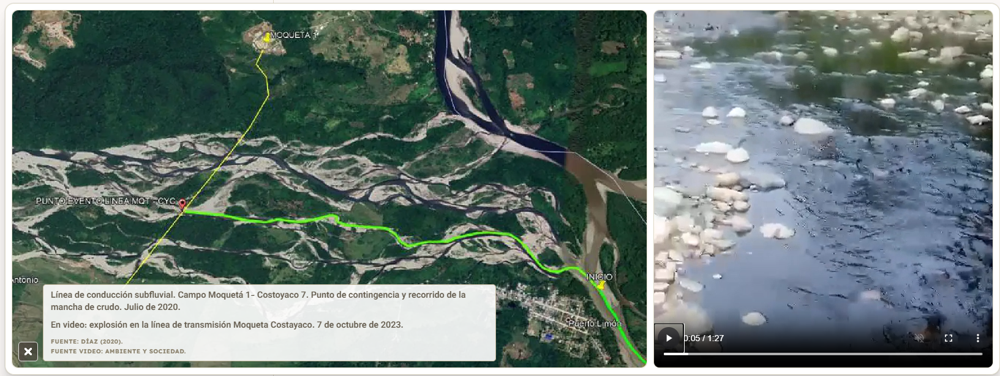 MOQUETA 1
PUNTO EVENTO LINEA MQT - CYC
Antonio
INICIO
Puerto Limón
Línea de conducción subfluvial. Campo Moquetá 1- Costoyaco 7. Punto de contingencia y recorrido de la
mancha de crudo. Julio de 2020.
En video: explosión en la línea de transmisión Moqueta Costayaco. 7 de octubre de 2023.
FUENTE: DÍAZ (2020).
FUENTE VIDEO: AMBIENTE Y SOCIEDAD.
0:05 / 1:27